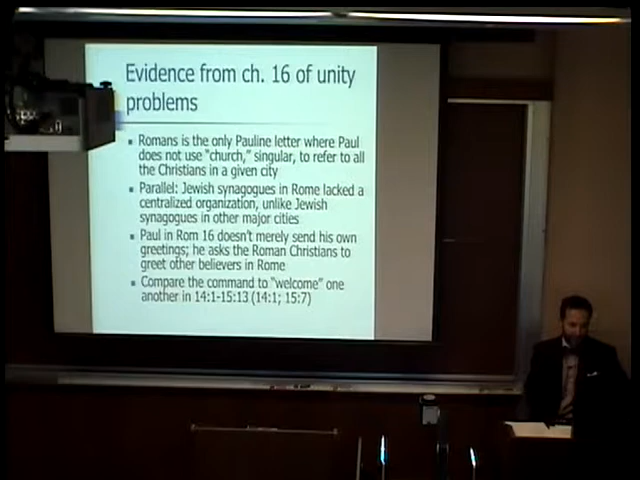 Evidence from ch. 16 of unity
problems
Romans is the only Pauline letter where Paul
does not use "church," singular, to refer to all
the Christians in a given city
Parallel: Jewish synagogues in Rome lacked a
centralized organization, unlike Jewish
synagogues in other major cities
Paul in Rom 16 doesn't merely send his own
greetings; he asks the Roman Christians to
greet other believers in Rome
Compare the command to "welcome" one
another in 14:1-15:13 (14:1; 15:7)